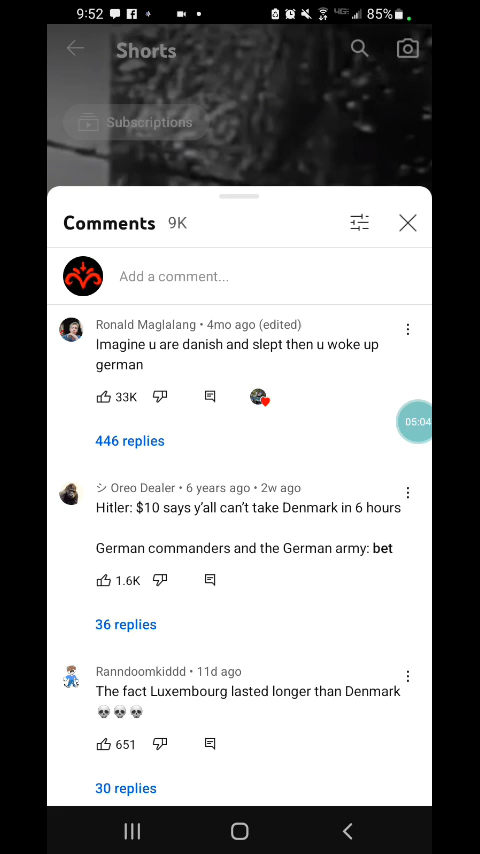 9:52
4G
85%
Shorts
Subscriptions
Comments 9K
Add a comment...
Ronald Maglalang • 4mo ago (edited)
Imagine u are danish and slept then u woke up
german
33K
05:04
446 replies
シ Oreo Dealer • 6 years ago • 2w ago
Hitler: $10 says y'all can't take Denmark in 6 hours
German commanders and the German army: bet
1.6K
36 replies
Ranndoomkiddd • 11d ago
The fact Luxembourg lasted longer than Denmark
💀💀💀
651
30 replies